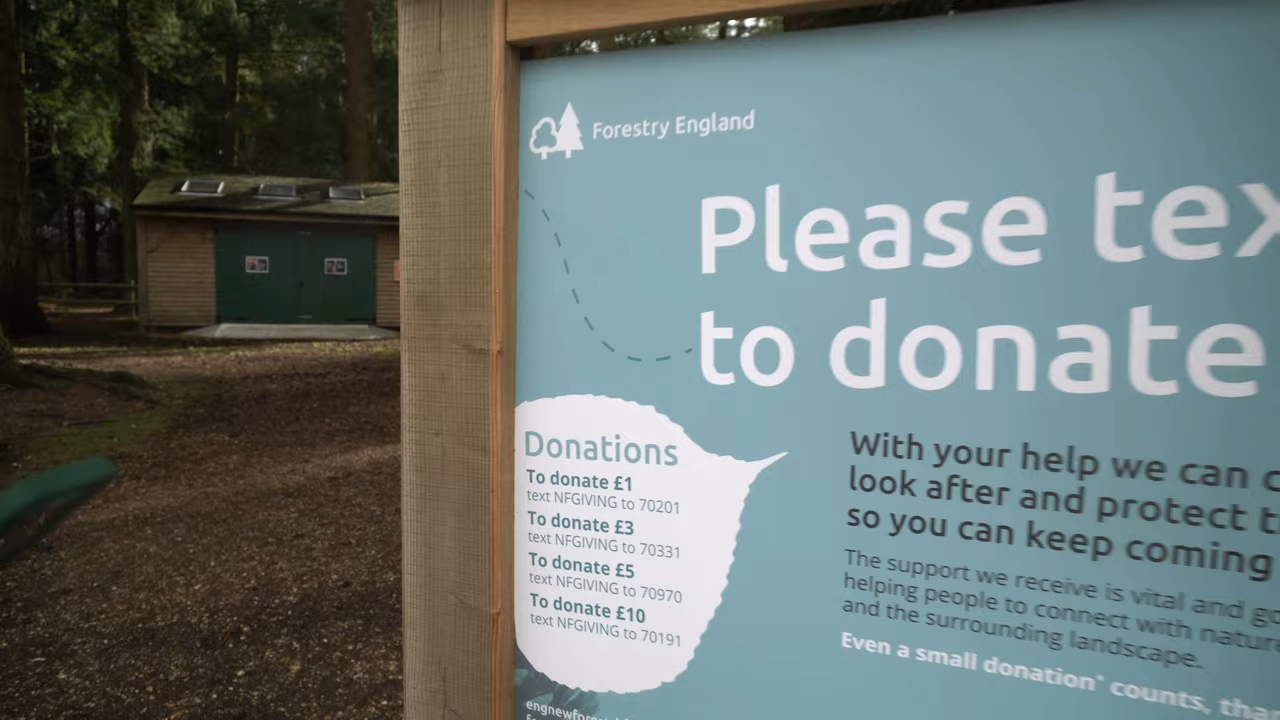 Forestry England
Please tex
to donate
Donations
To donate £1
text NFGIVING to 70201
To donate £3
text NFGIVING to 70331
To donate £5
text NFGIVING to 70970
To donate £10
text NFGIVING to 70191
With your help we can c
look after and protect t
so you can keep coming
The support we receive is vital and go
helping people to connect with nature
and the surrounding landscape.
Even a small donation* counts, tha